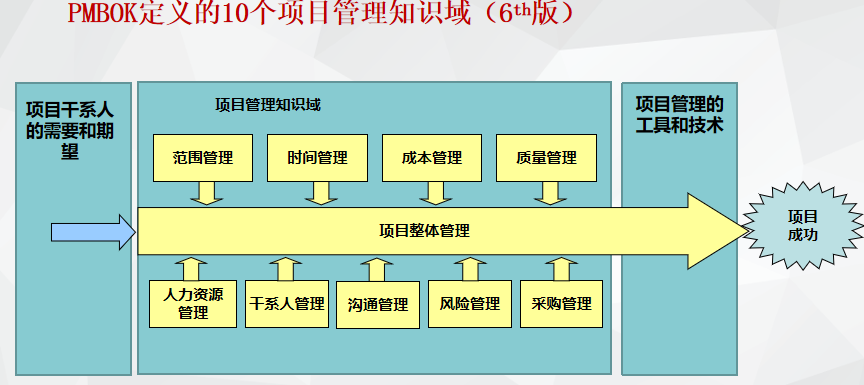 PMBOK定义的10个项目管理知识域（6th版）
项目干系人
的需要和期
望
项目管理知识域
项目管理的
工具和技术
范围管理
时间管理
成本管理
质量管理
项目整体管理
项目
成功
人力资源
管理
干系人管理
沟通管理
风险管理
采购管理